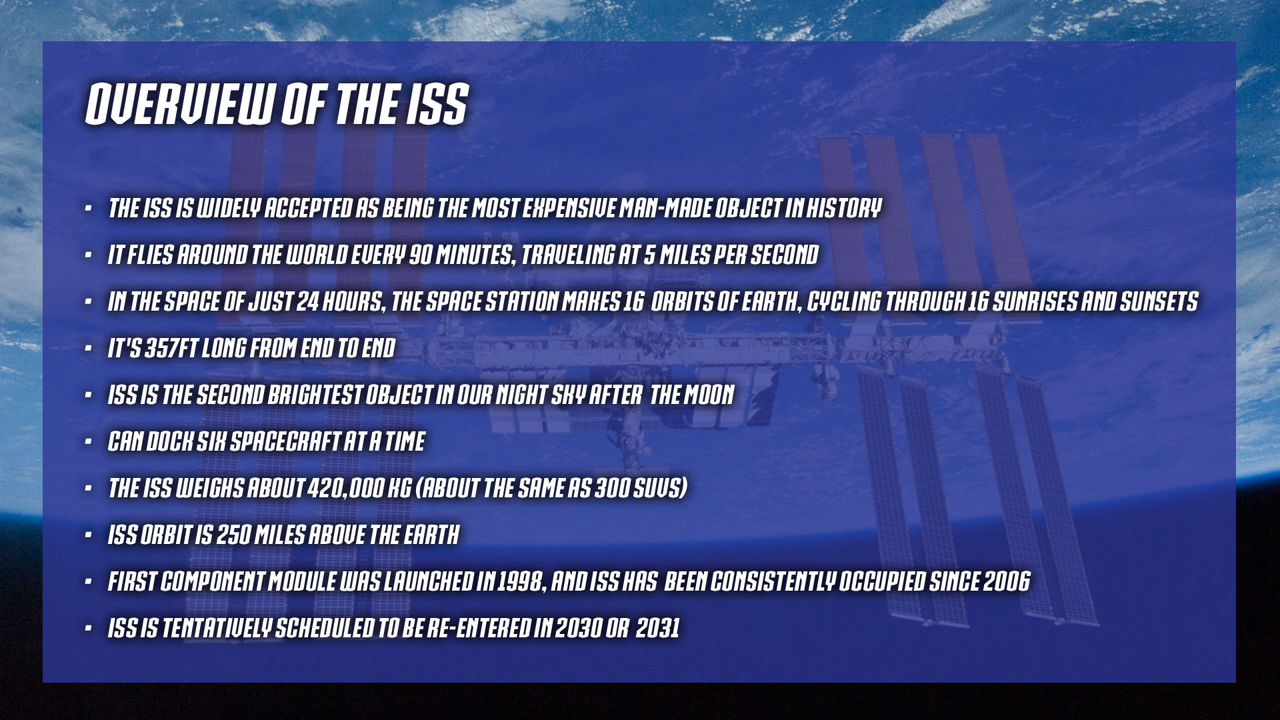 OVERVIEW OF THE ISS
• THE ISS IS WIDELY ACCEPTED AS BEING THE MOST EXPENSIVE MAN-MADE OBJECT IN HISTORY
• IT FLIES AROUND THE WORLD EVERY 90 MINUTES, TRAVELING AT 5 MILES PER SECOND
• IN THE SPACE OF JUST 24 HOURS, THE SPACE STATION MAKES 16 ORBITS OF EARTH, CYCLING THROUGH 16 SUNRISES AND SUNSETS
• IT'S 357FT LONG FROM END TO END
• ISS IS THE SECOND BRIGHTEST OBJECT IN OUR NIGHT SKY AFTER THE MOON
• CAN DOCK SIX SPACECRAFT AT A TIME
• THE ISS WEIGHS ABOUT 420,000 KG (ABOUT THE SAME AS 300 SUVS)
• ISS ORBIT IS 250 MILES ABOVE THE EARTH
• FIRST COMPONENT MODULE WAS LAUNCHED IN 1998, AND ISS HAS BEEN CONSISTENTLY OCCUPIED SINCE 2006
• ISS IS TENTATIVELY SCHEDULED TO BE RE-ENTERED IN 2030 OR 2031